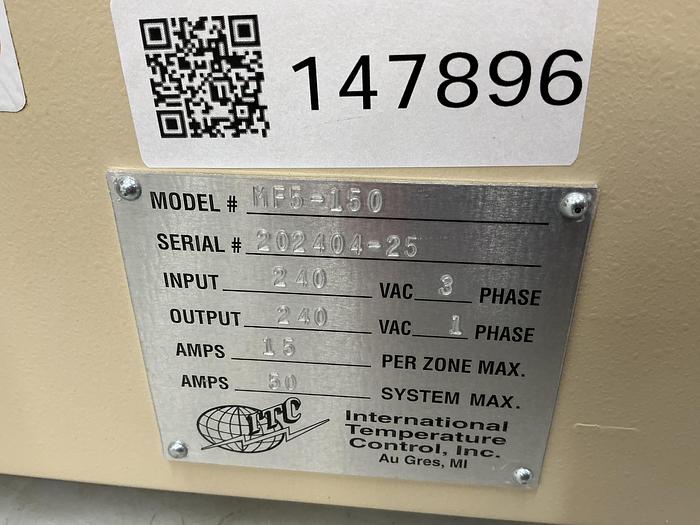 147896
MODEL # MF5-150
SERIAL # 202404-25
INPUT 240 VAC 3 PHASE
OUTPUT 240 VAC 1 PHASE
AMPS 15 PER ZONE MAX.
AMPS 50 SYSTEM MAX.
ITC
International
Temperature
Control, Inc.
Au Gres, MI